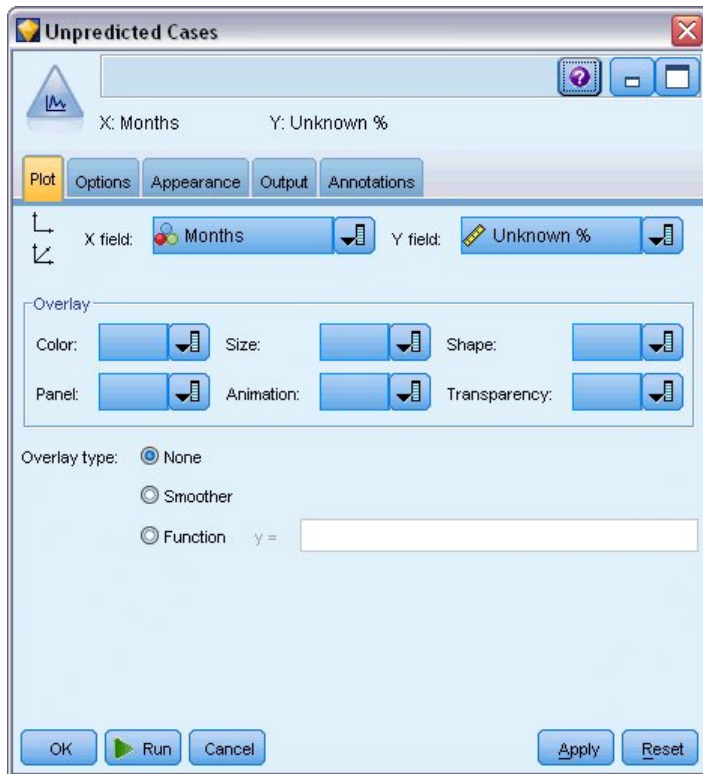 Unpredicted Cases
X: Months Y: Unknown %
Plot Options Appearance Output Annotations
X field: Months Y field: Unknown %
Overlay
Color: Size: Shape:
Panel: Animation: Transparency:
Overlay type: None
Smoother
Function y =
OK Run Cancel Apply Reset